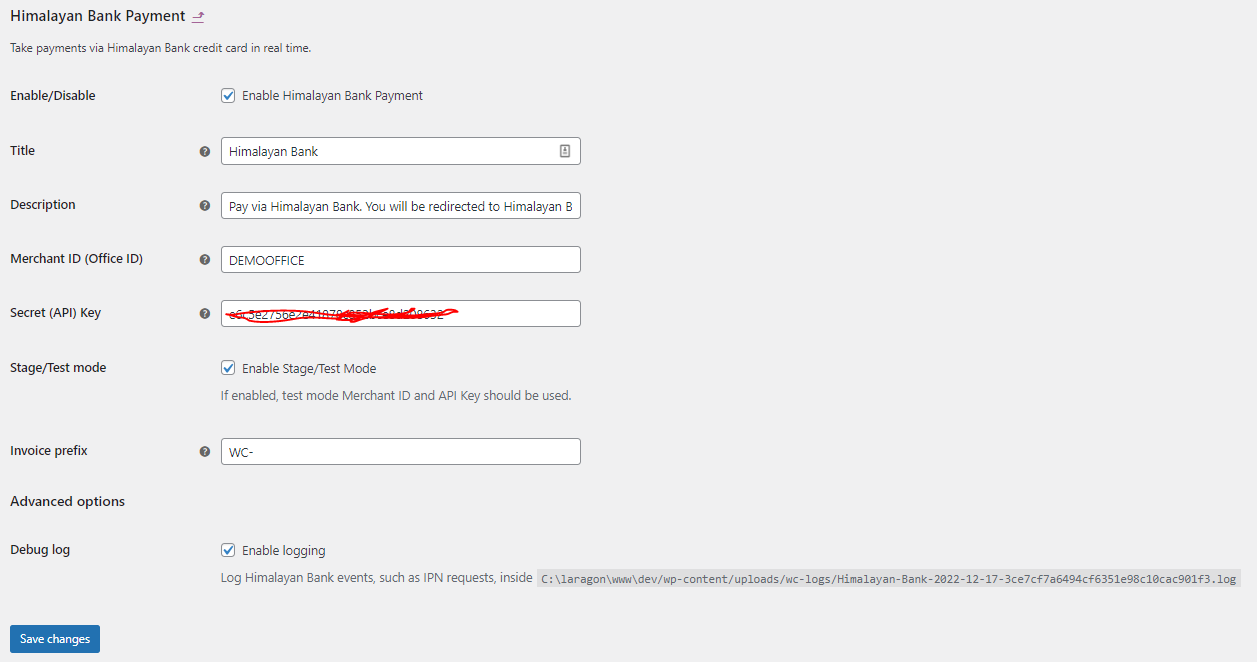 Himalayan Bank Payment
Take payments via Himalayan Bank credit card in real time.
Enable/Disable Enable Himalayan Bank Payment
Title Himalayan Bank
Description Pay via Himalayan Bank. You will be redirected to Himalayan B
Merchant ID (Office ID) DEMOOFFICE
Secret (API) Key
Stage/Test mode Enable Stage/Test Mode
If enabled, test mode Merchant ID and API Key should be used.
Invoice prefix WC-
Advanced options
Debug log Enable logging
Log Himalayan Bank events, such as IPN requests, inside C:\laragon\www\dev/wp-content/uploads/wc-logs/Himalayan-Bank-2022-12-17-3ce7cf7a6494cf6351e98c10cac901f3.log
Save changes